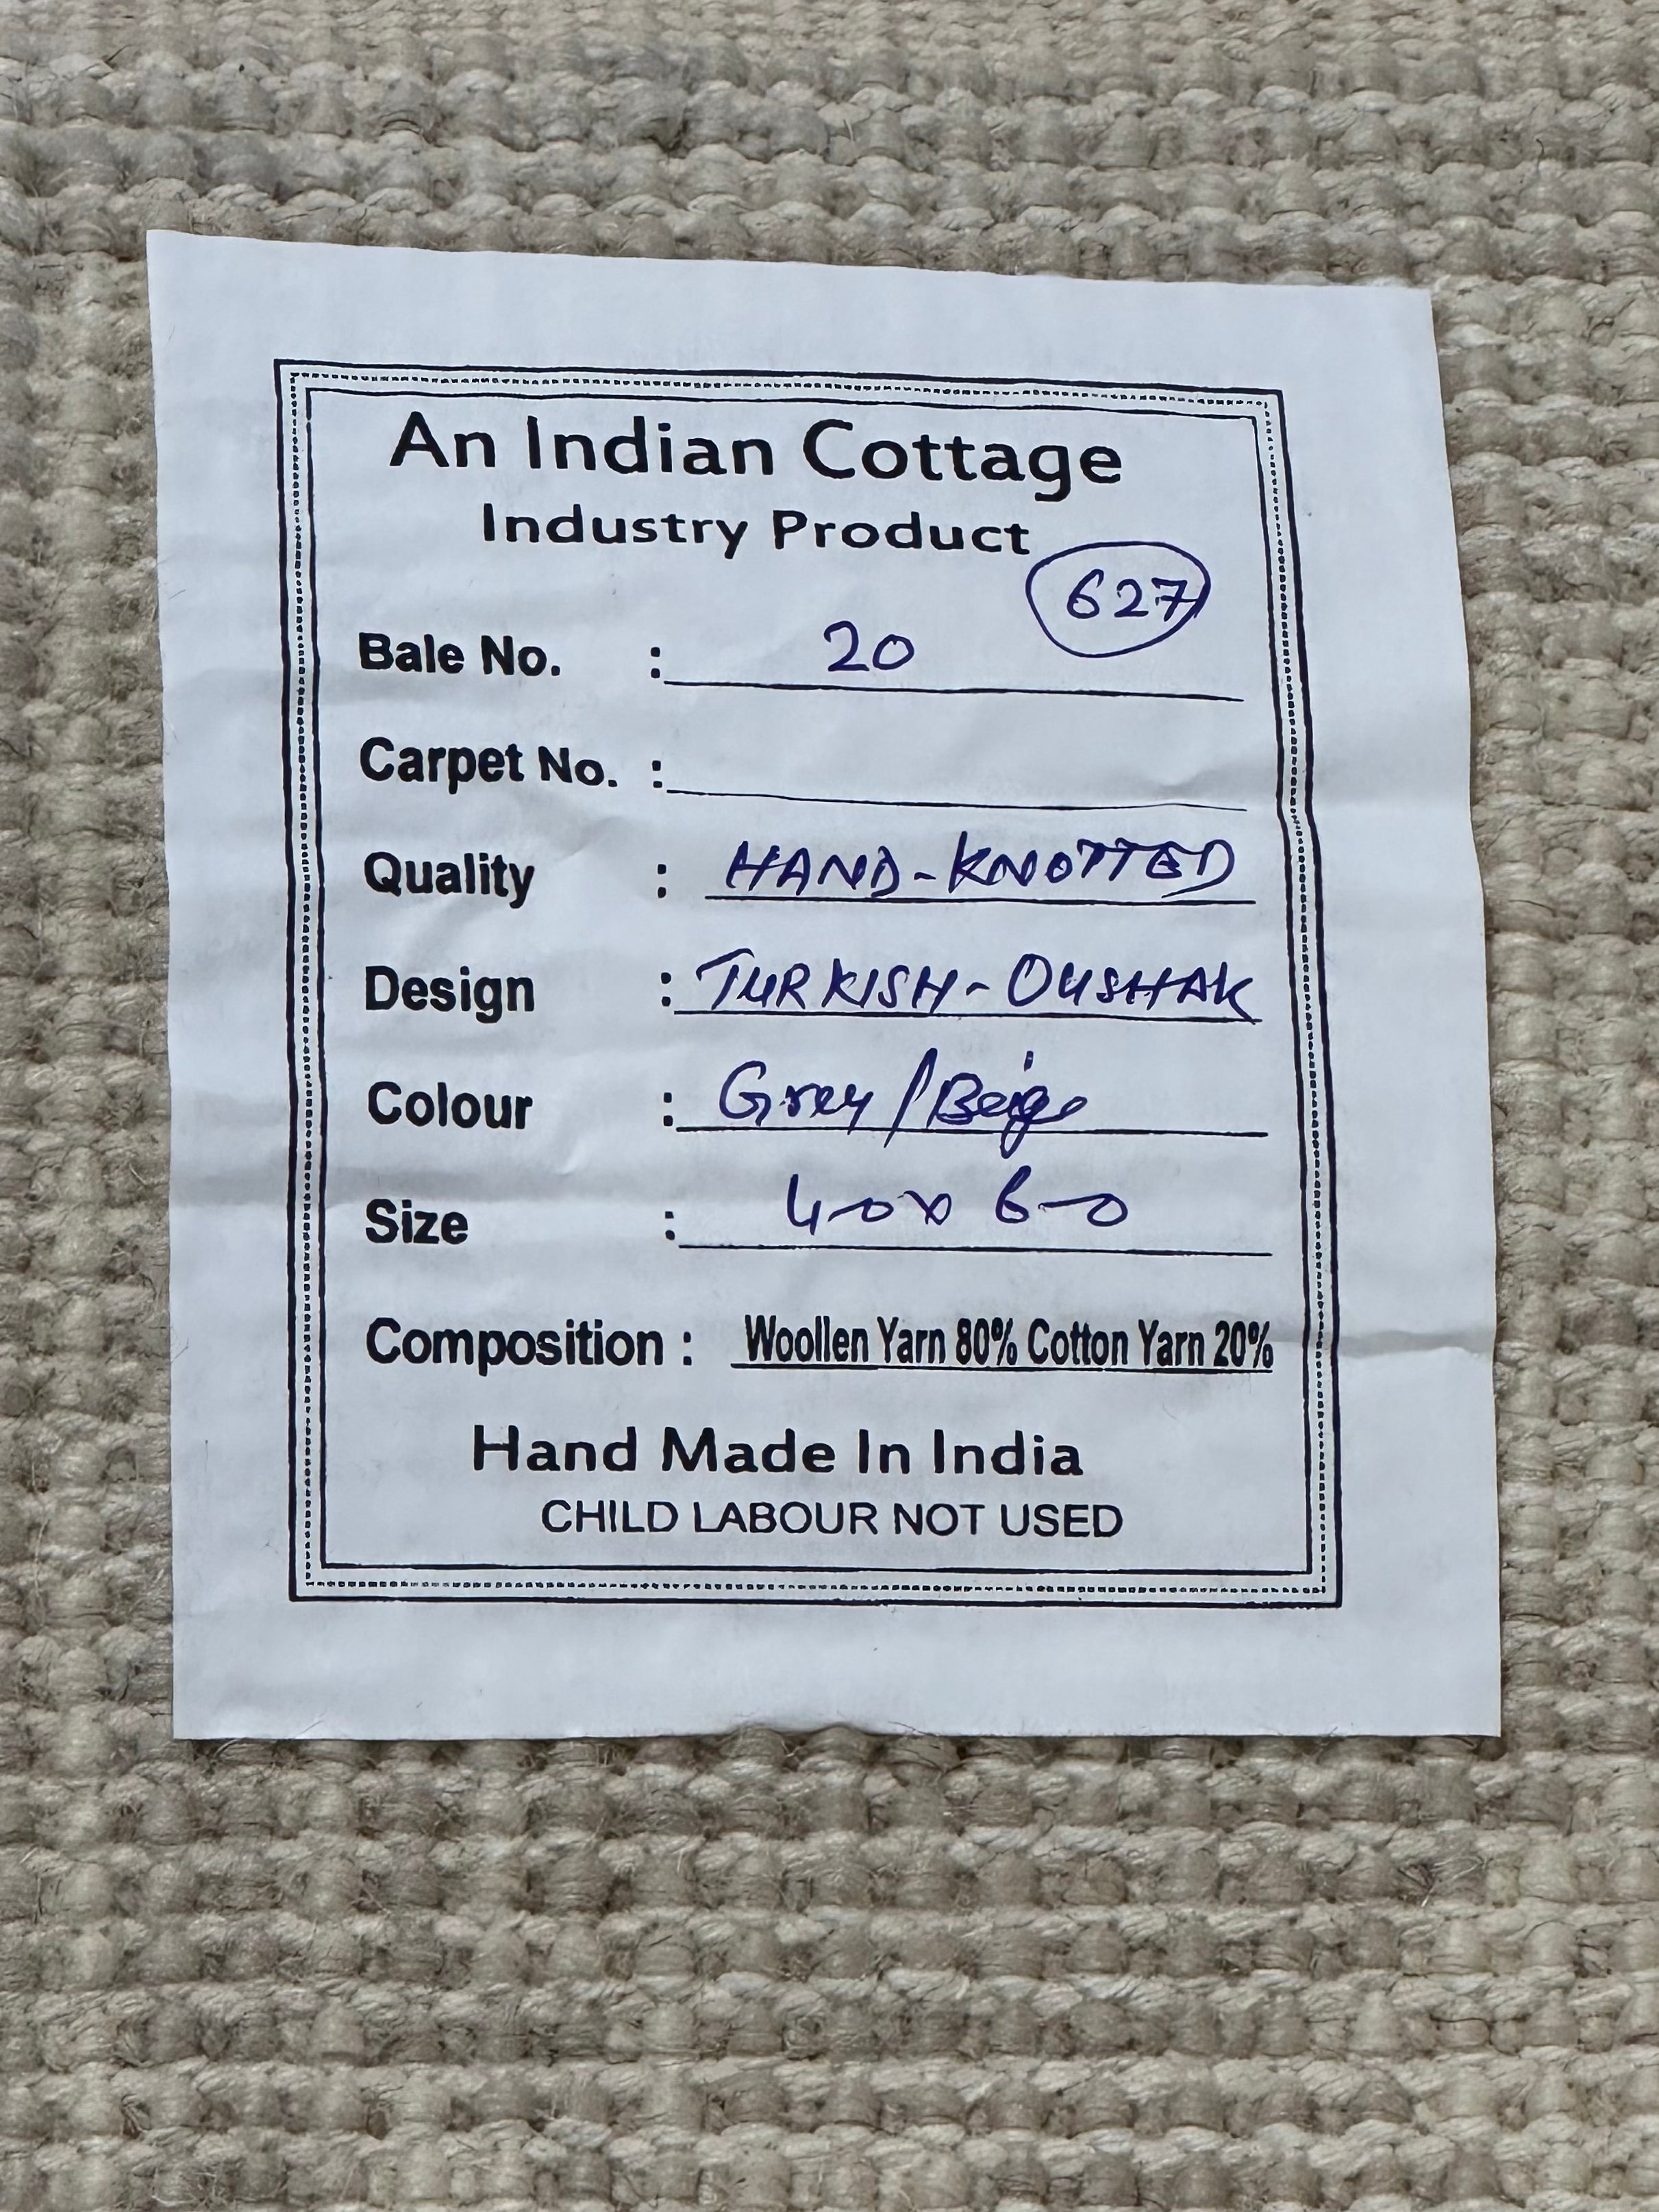 An Indian Cottage
Industry Product
627
Bale No. : 20
Carpet No. :
Quality : HAND-KNOTTED
Design : TURKISH-OUSHAK
Colour : Grey/Beige
Size : 4-0x 6-0
Composition : Woollen Yarn 80% Cotton Yarn 20%
Hand Made In India
CHILD LABOUR NOT USED